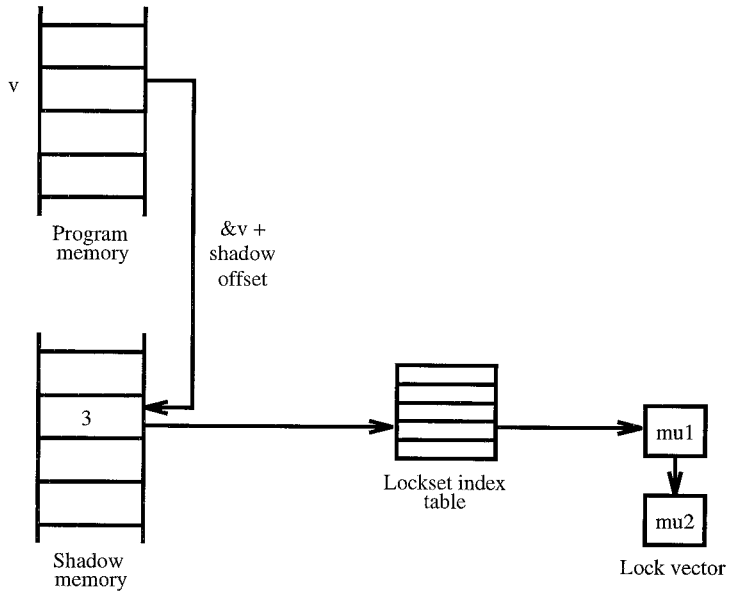 v
Program
memory
&v +
shadow
offset
3
Shadow
memory
Lockset index
table
mu1
mu2
Lock vector